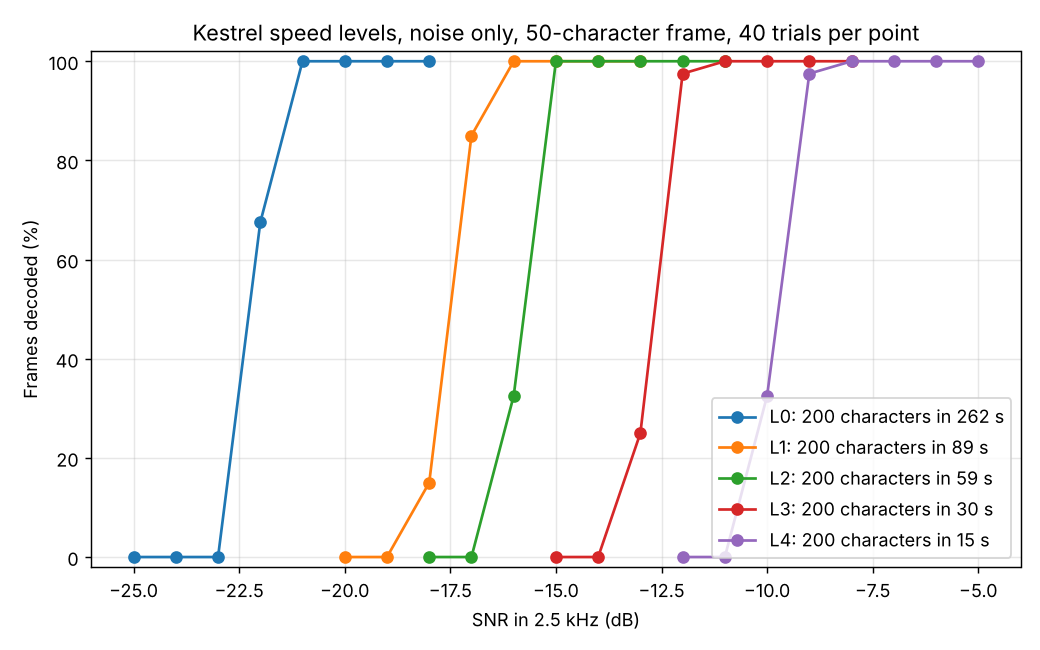 Kestrel speed levels, noise only, 50-character frame, 40 trials per point
100
80
60
40
20
0
Frames decoded (%)
L0: 200 characters in 262 s
L1: 200 characters in 89 s
L2: 200 characters in 59 s
L3: 200 characters in 30 s
L4: 200 characters in 15 s
−25.0 −22.5 −20.0 −17.5 −15.0 −12.5 −10.0 −7.5 −5.0
SNR in 2.5 kHz (dB)